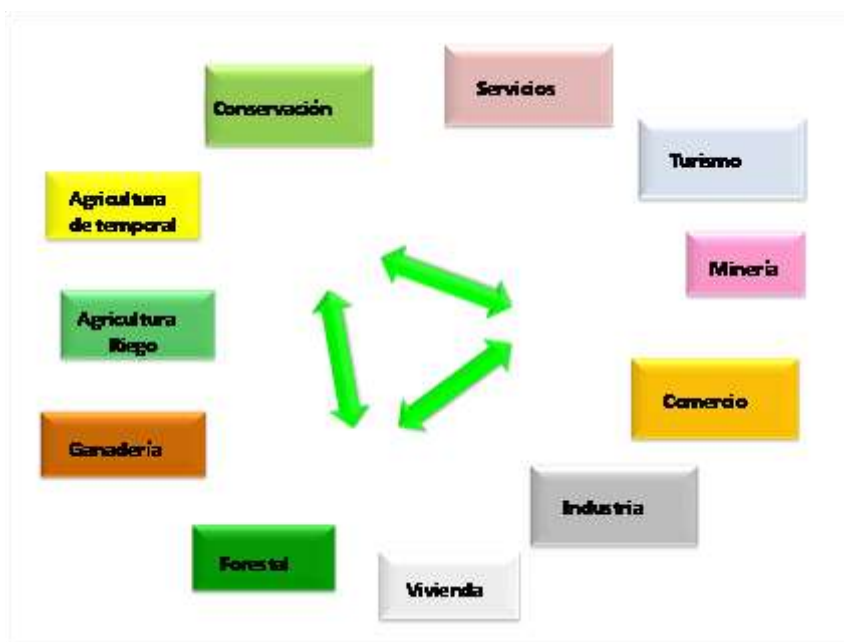 Servicios
Conservación
Turismo
Agricultura
de temporal
Minería
Agricultura
Riego
Comercio
Ganadería
Industria
Forestal
Vivienda